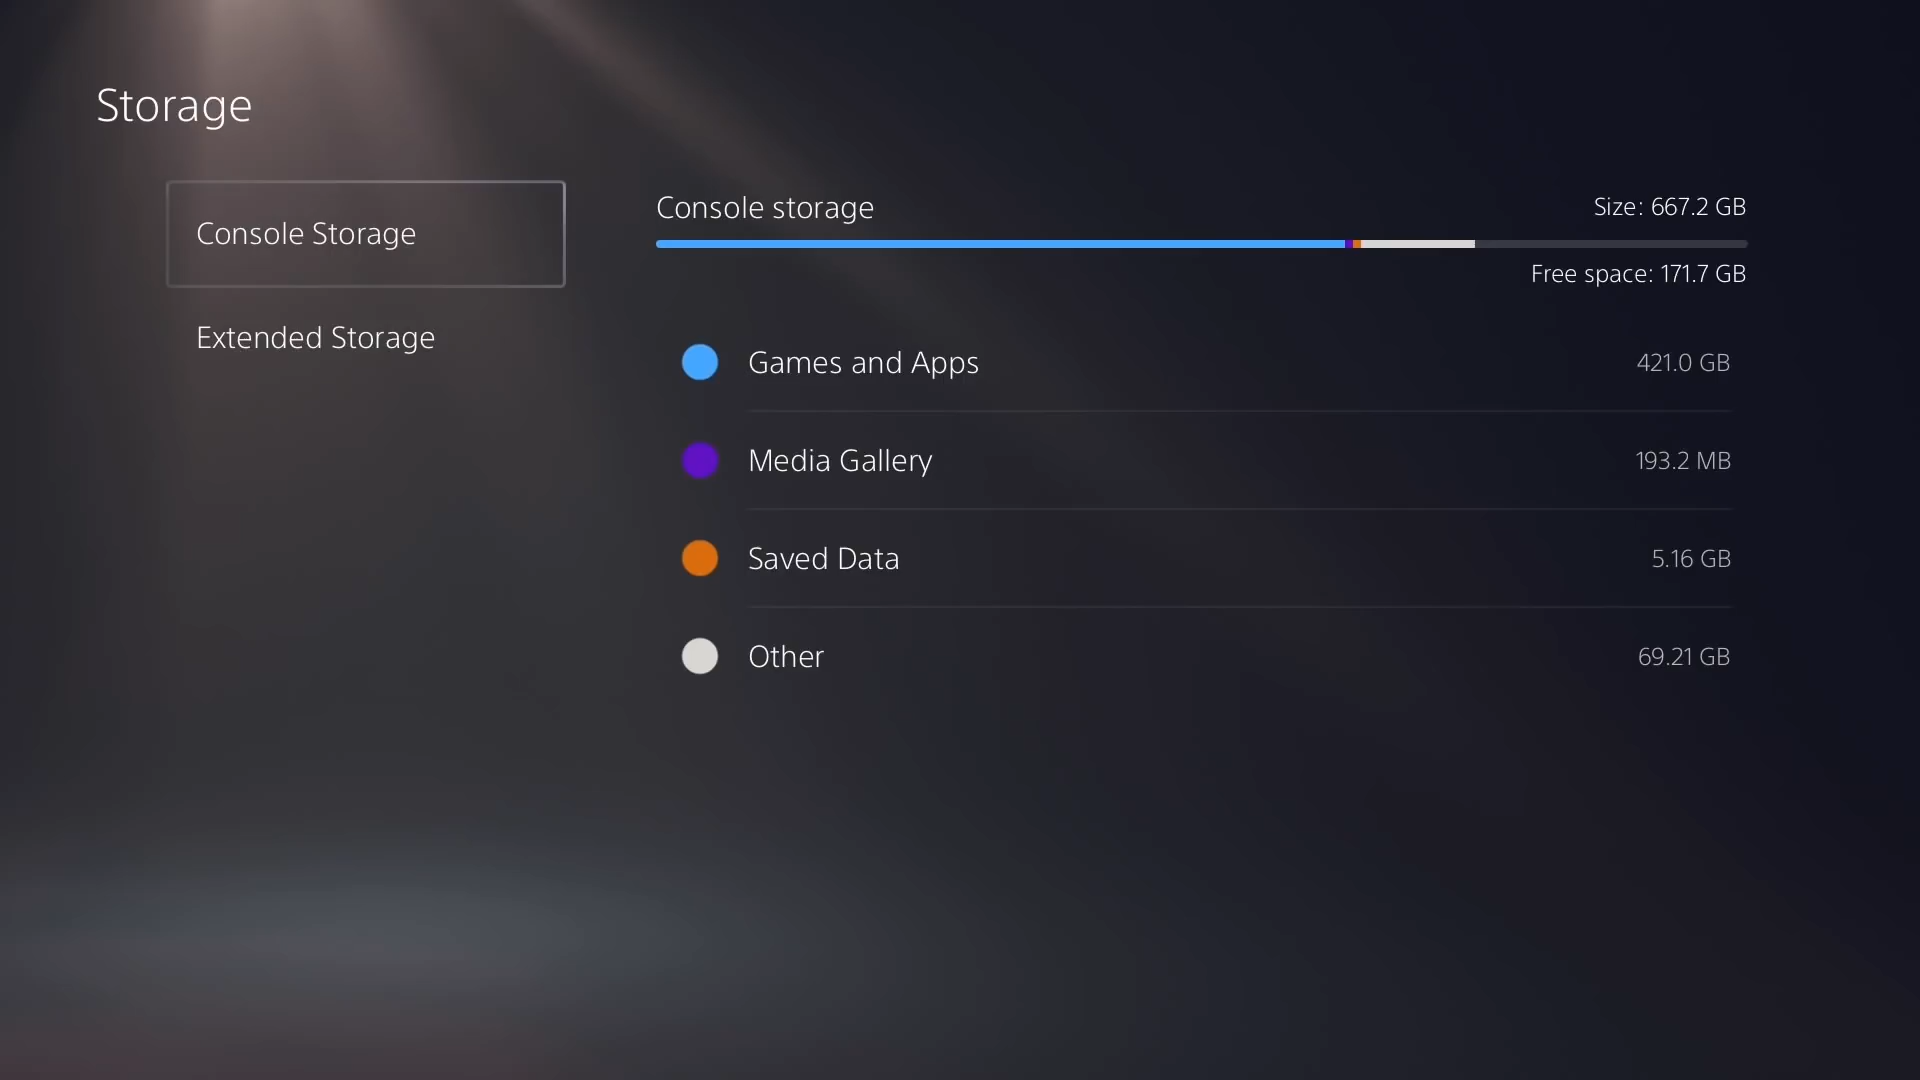 Storage
Console Storage
Extended Storage
Console storage
Size: 667.2 GB
Free space: 171.7 GB
Games and Apps
421.0 GB
Media Gallery
193.2 MB
Saved Data
5.16 GB
Other
69.21 GB